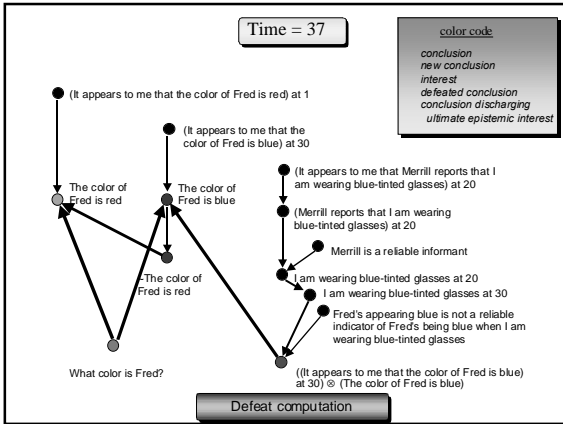 Time = 37
color code
conclusion
new conclusion
interest
defeated conclusion
conclusion discharging
ultimate epistemic interest
(It appears to me that the color of Fred is red) at 1
(It appears to me that the
color of Fred is blue) at 30
(It appears to me that Merrill reports that I
am wearing blue-tinted glasses) at 20
The color of
Fred is red
The color of
Fred is blue
(Merrill reports that I am wearing
blue-tinted glasses) at 20
Merrill is a reliable informant
~The color of
Fred is red
I am wearing blue-tinted glasses at 20
I am wearing blue-tinted glasses at 30
Fred's appearing blue is not a reliable
indicator of Fred's being blue when I am
wearing blue-tinted glasses
What color is Fred?
((It appears to me that the color of Fred is blue)
at 30) ⊗ (The color of Fred is blue)
Defeat computation